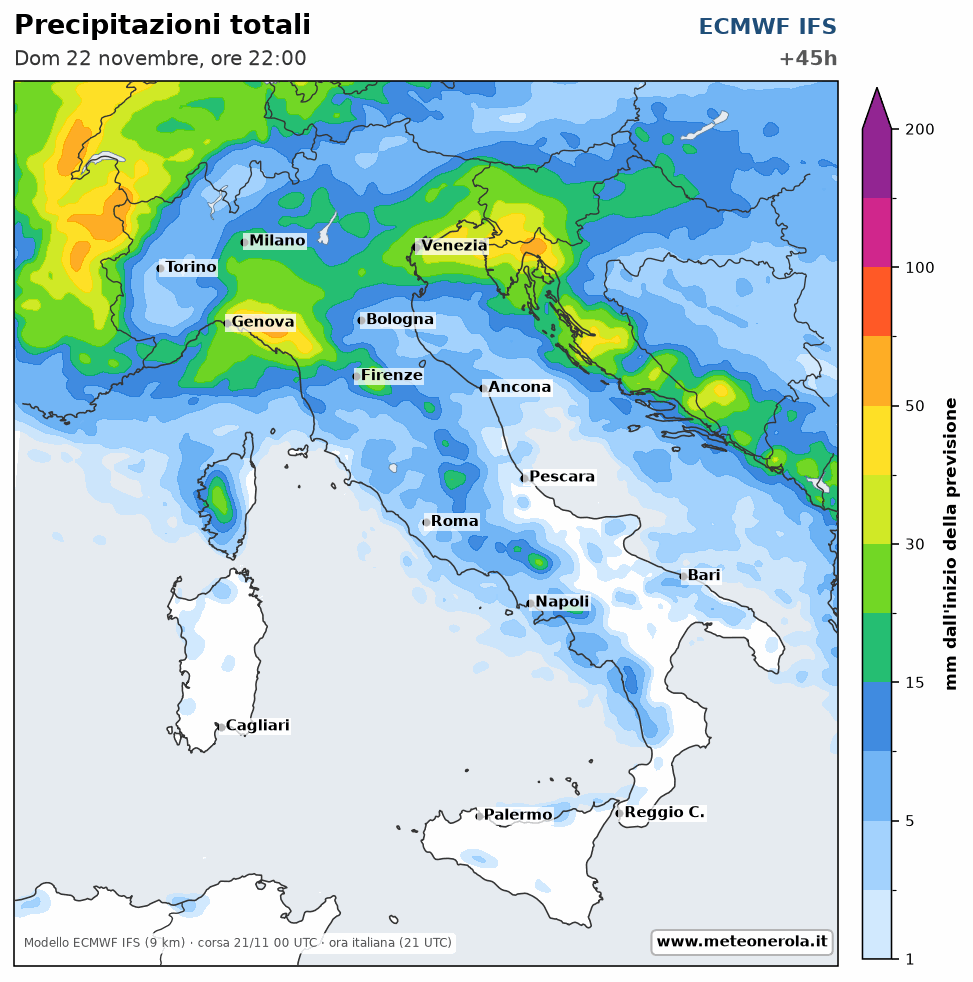 Precipitazioni totali
ECMWF IFS
Dom 22 novembre, ore 22:00
+45h
200
100
50
30
15
5
1
mm dall'inizio della previsione
Milano
Venezia
Torino
Genova
Bologna
Firenze
Ancona
Pescara
Roma
Bari
Napoli
Cagliari
Palermo
Reggio C.
Modello ECMWF IFS (9 km) · corsa 21/11 00 UTC · ora italiana (21 UTC)
www.meteonerola.it